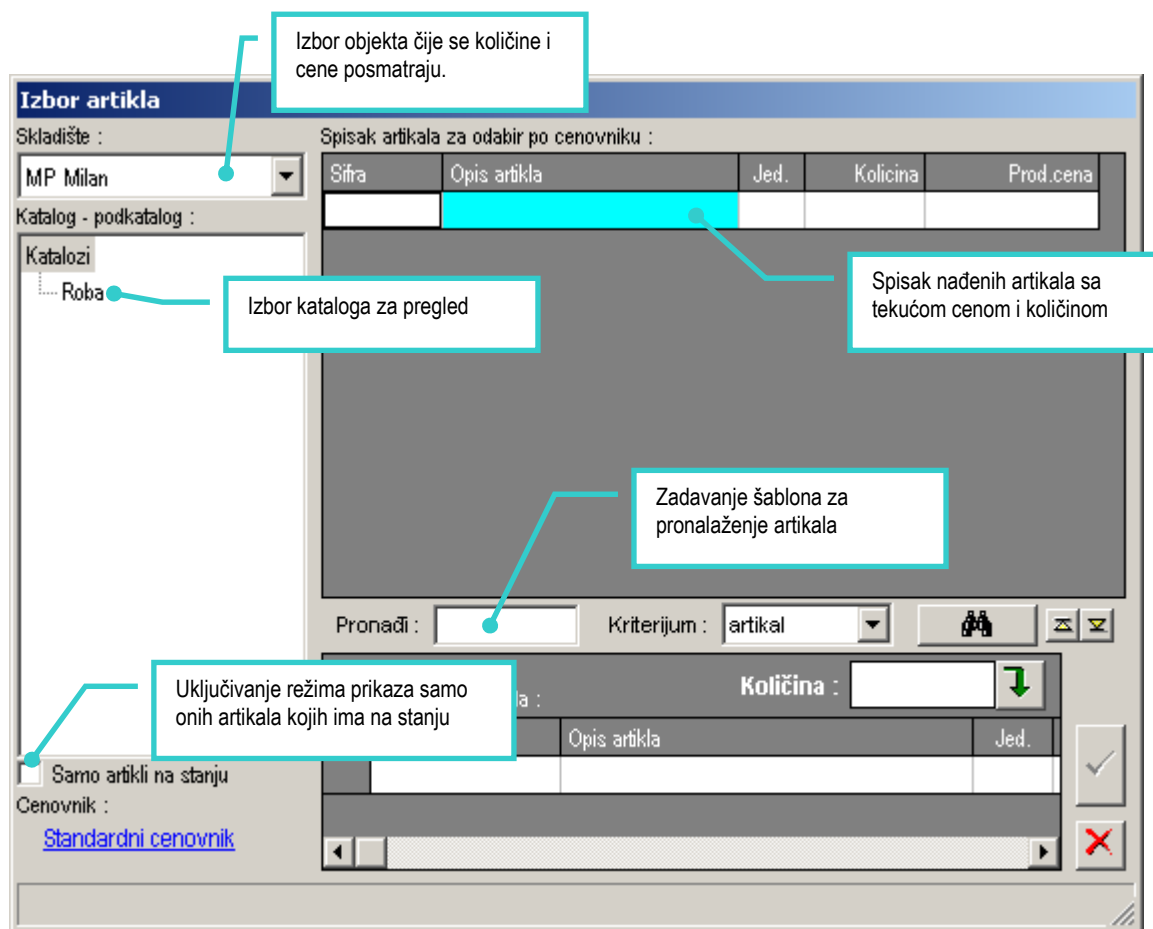 Izbor objekta čije se količine i
cene posmatraju.
Izbor artikla
Skladište :
MP Milan
Katalog - podkatalog :
Katalozi
Roba
Izbor kataloga za pregled
Spisak artikala za odabir po cenovniku :
Sifra Opis artikla Jed. Kolicina Prod.cena
Spisak nađenih artikala sa
tekućom cenom i količinom
Zadavanje šablona za
pronalaženje artikala
Pronađi : Kriterijum : artikal
Uključivanje režima prikaza samo
onih artikala kojih ima na stanju
Količina :
Opis artikla Jed.
Samo artikli na stanju
Cenovnik :
Standardni cenovnik